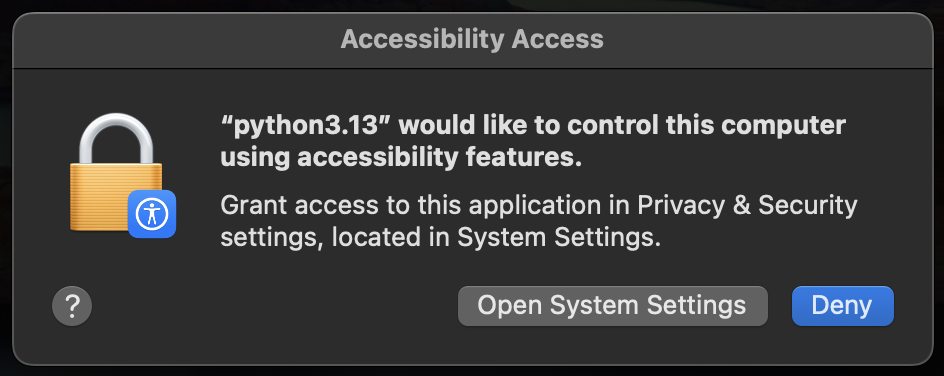 Accessibility Access
“python3.13” would like to control this computer
using accessibility features.
Grant access to this application in Privacy & Security
settings, located in System Settings.
?
Open System Settings
Deny